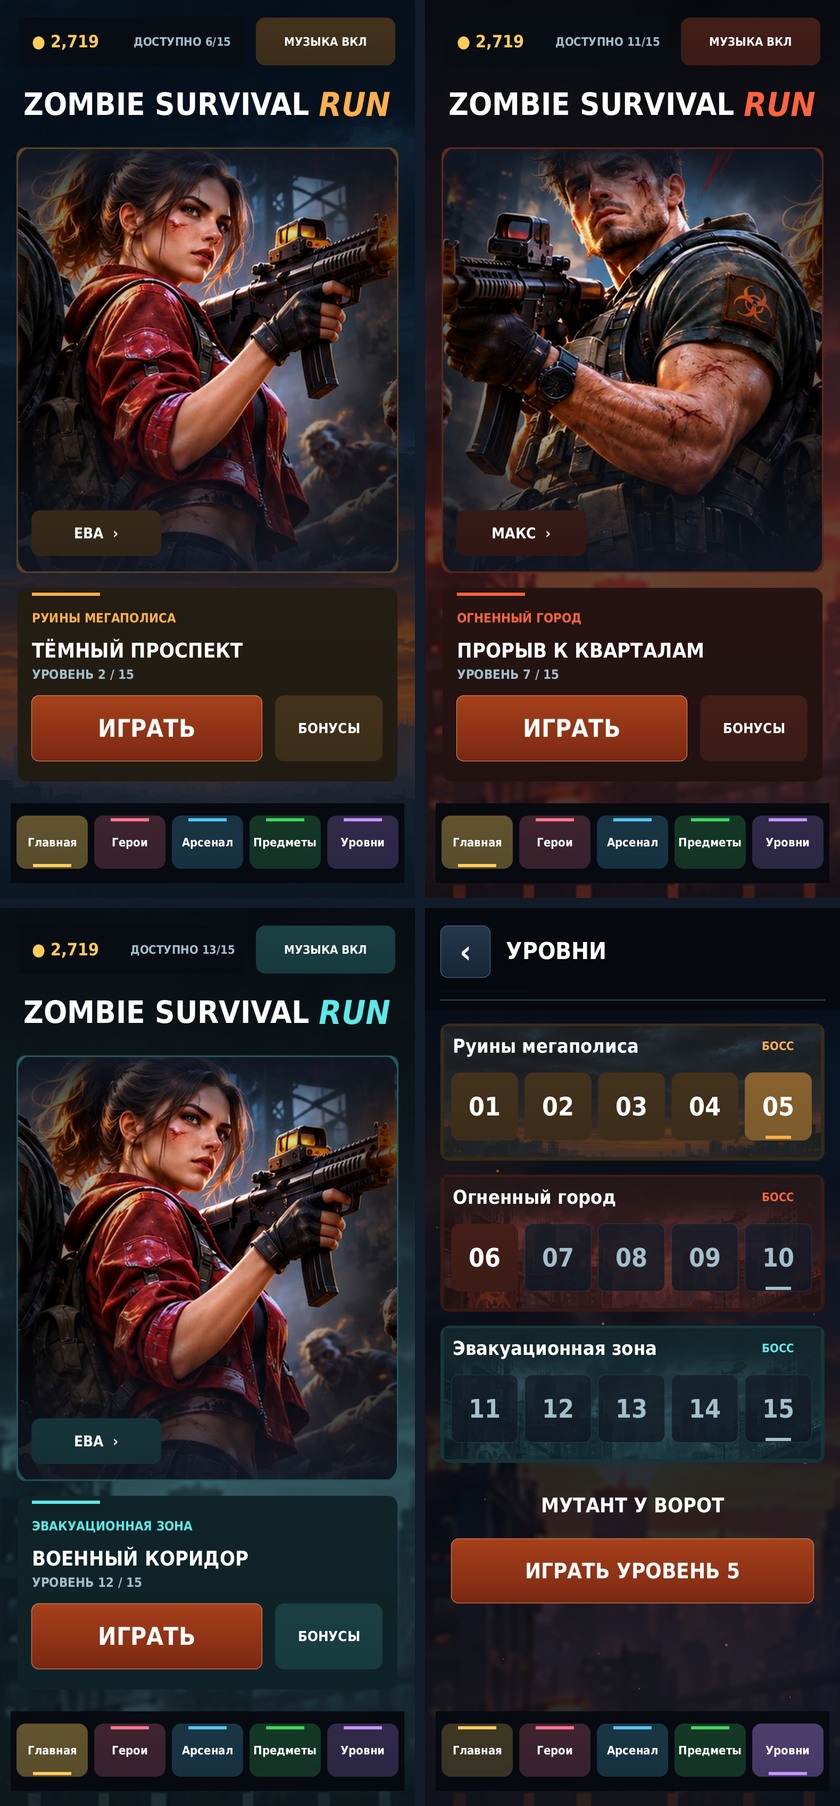 2,719
ДОСТУПНО 6/15
МУЗЫКА ВКЛ
ZOMBIE SURVIVAL RUN
ЕВА ›
РУИНЫ МЕГАПОЛИСА
ТЁМНЫЙ ПРОСПЕКТ
УРОВЕНЬ 2 / 15
ИГРАТЬ
БОНУСЫ
Главная
Герои
Арсенал
Предметы
Уровни
2,719
ДОСТУПНО 11/15
МУЗЫКА ВКЛ
ZOMBIE SURVIVAL RUN
МАКС ›
ОГНЕННЫЙ ГОРОД
ПРОРЫВ К КВАРТАЛАМ
УРОВЕНЬ 7 / 15
ИГРАТЬ
БОНУСЫ
Главная
Герои
Арсенал
Предметы
Уровни
2,719
ДОСТУПНО 13/15
МУЗЫКА ВКЛ
ZOMBIE SURVIVAL RUN
ЕВА ›
ЭВАКУАЦИОННАЯ ЗОНА
ВОЕННЫЙ КОРИДОР
УРОВЕНЬ 12 / 15
ИГРАТЬ
БОНУСЫ
Главная
Герои
Арсенал
Предметы
Уровни
‹ УРОВНИ
Руины мегаполиса
БОСС
01 02 03 04 05
Огненный город
БОСС
06 07 08 09 10
Эвакуационная зона
БОСС
11 12 13 14 15
МУТАНТ У ВОРОТ
ИГРАТЬ УРОВЕНЬ 5
Главная
Герои
Арсенал
Предметы
Уровни